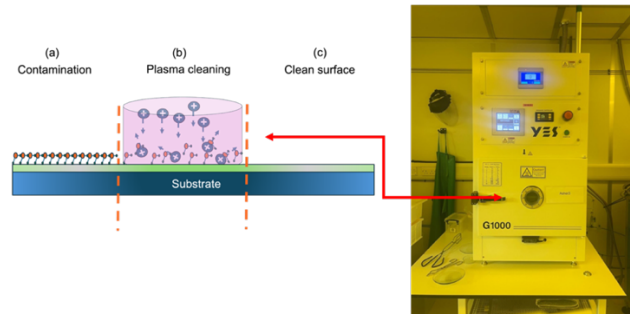 (a)
Contamination
(b)
Plasma cleaning
(c)
Clean surface
Substrate
YES
G1000